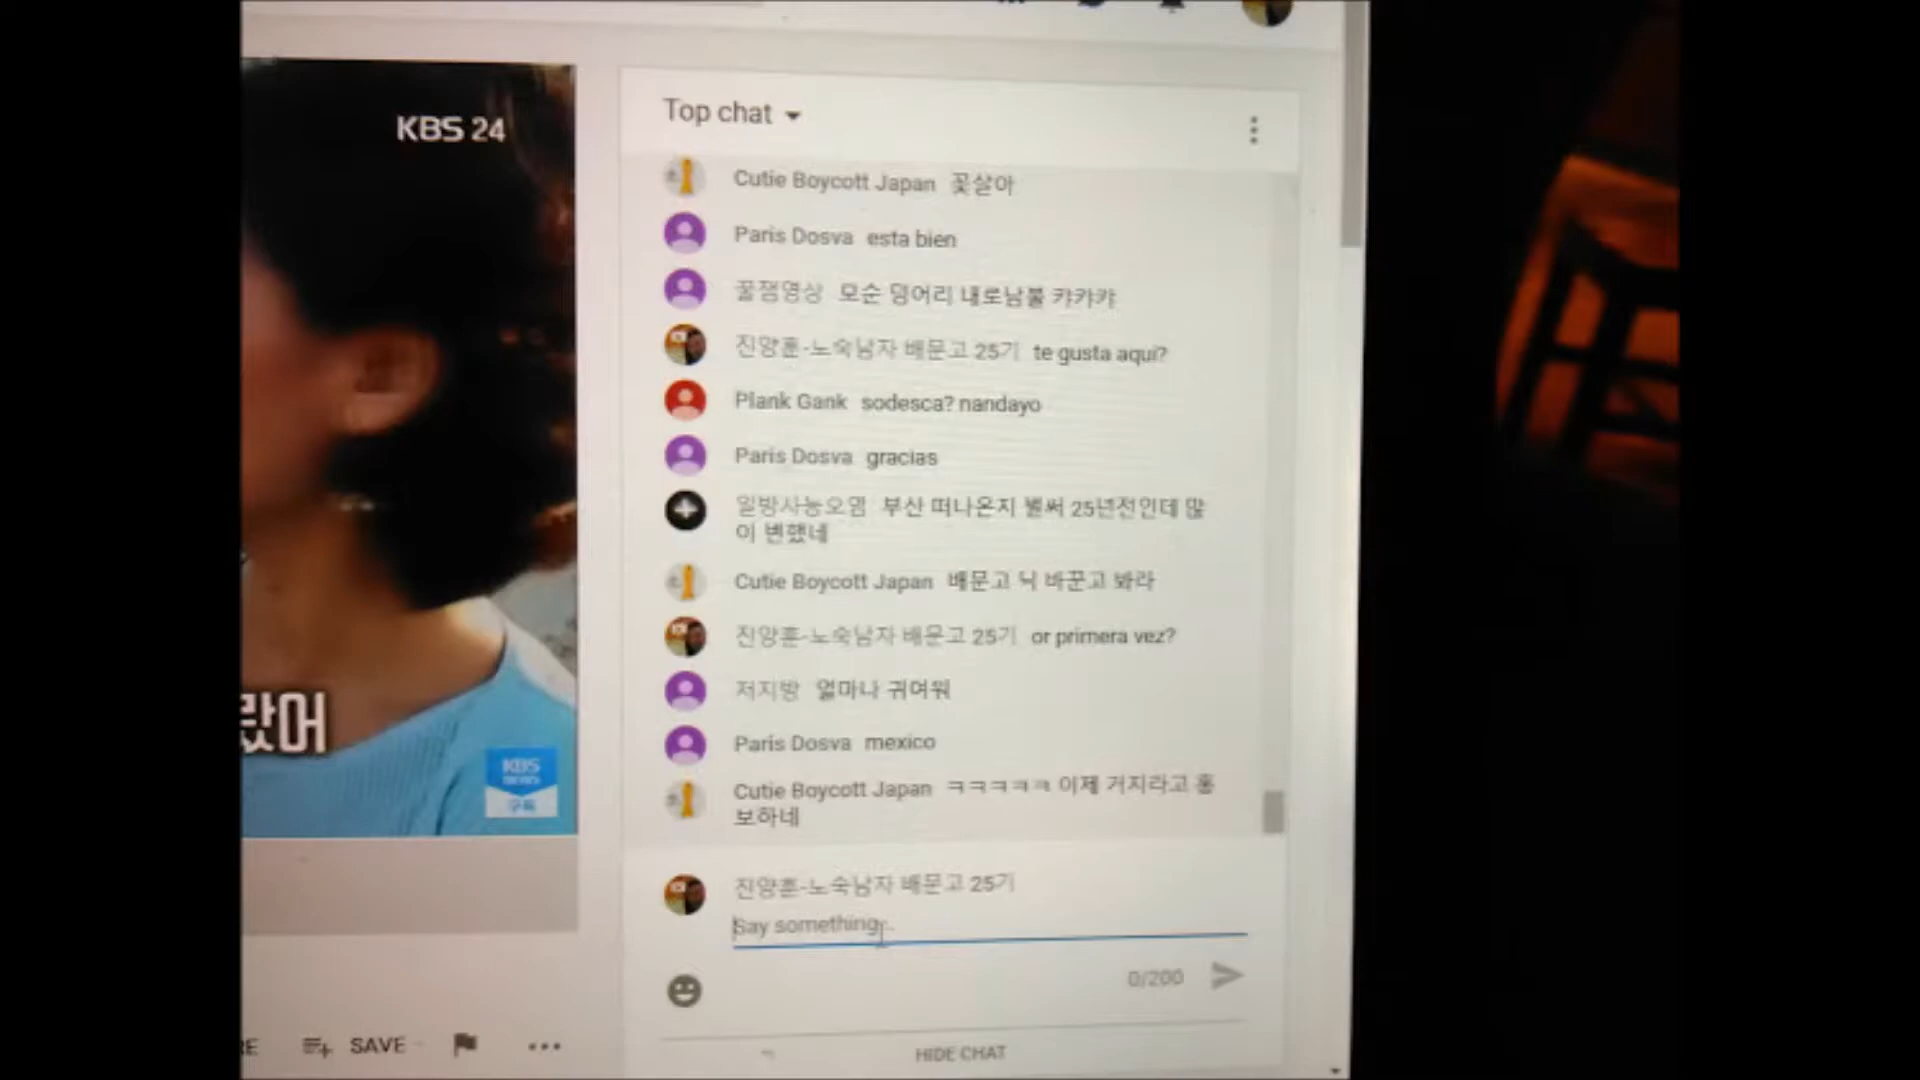 KBS 24
랐어
KBS
NEWS
구독
RE
SAVE
Top chat
Cutie Boycott Japan 꽃살아
Paris Dosva esta bien
꿀잼영상 모순 덩어리 내로남불 캬캬캬
진양훈-노숙남자 배문고 25기 te gusta aqui?
Plank Gank sodesca? nandayo
Paris Dosva gracias
일방사능오염 부산 떠나온지 벌써 25년전인데 많
이 변했네
Cutie Boycott Japan 배문고 닉 바꾼고 봐라
진양훈-노숙남자 배문고 25기 or primera vez?
저지방 얼마나 귀여워
Paris Dosva mexico
Cutie Boycott Japan ㅋㅋㅋㅋㅋ 이제 거지라고 홍
보하네
진양훈-노숙남자 배문고 25기
Say something...
0/200
HIDE CHAT